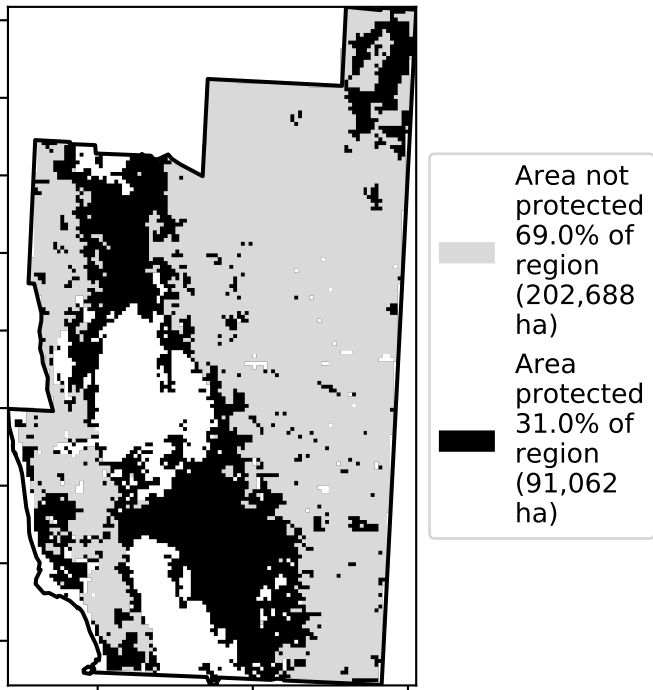 Area not
protected
69.0% of
region
(202,688
ha)
Area
protected
31.0% of
region
(91,062
ha)